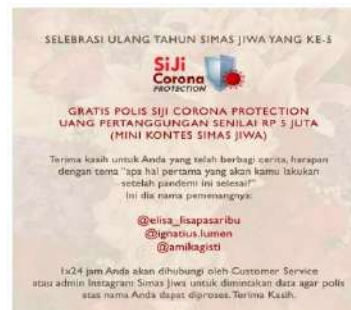 SELEBRASI ULANG TAHUN SIMAS JIWA YANG KE-5
SiJi
Corona
PROTECTION
GRATIS POLIS SIJI CORONA PROTECTION
UANG PERTANGGUNGAN SENILAI RP 5 JUTA
(MINI KONTES SIMAS JIWA)
Terima kasih untuk Anda yang telah berbagi cerita, harapan
dengan tema "apa hal pertama yang akan kamu lakukan
setelah pandemi ini selesai?"
Ini dia nama pemenangnya:
@elisa_lisapasaribu
@ignatius.lumen
@amikagisti
1x24 jam Anda akan dihubungi oleh Customer Service
atau admin Instagram Simas Jiwa untuk dimintakan data agar polis
atas nama Anda dapat diproses. Terima Kasih.